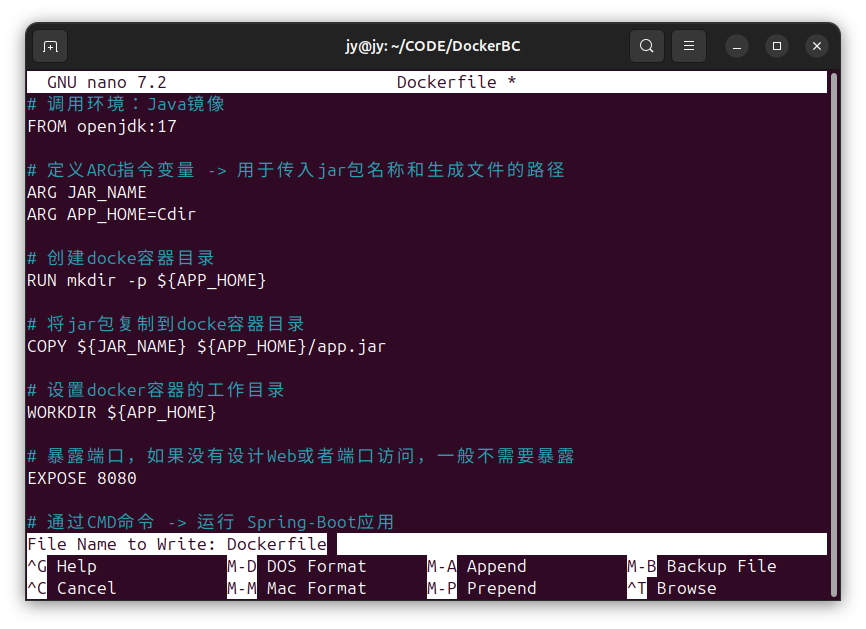 jy@jy: ~/CODE/DockerBC
GNU nano 7.2 Dockerfile *
# 调用环境：Java镜像
FROM openjdk:17
# 定义ARG指令变量 -> 用于传入jar包名称和生成文件的路径
ARG JAR_NAME
ARG APP_HOME=Cdir
# 创建docke容器目录
RUN mkdir -p ${APP_HOME}
# 将jar包复制到docke容器目录
COPY ${JAR_NAME} ${APP_HOME}/app.jar
# 设置docker容器的工作目录
WORKDIR ${APP_HOME}
# 暴露端口，如果没有设计Web或者端口访问，一般不需要暴露
EXPOSE 8080
# 通过CMD命令 -> 运行 Spring-Boot应用
File Name to Write: Dockerfile
^G Help M-D DOS Format M-A Append M-B Backup File
^C Cancel M-M Mac Format M-P Prepend ^T Browse